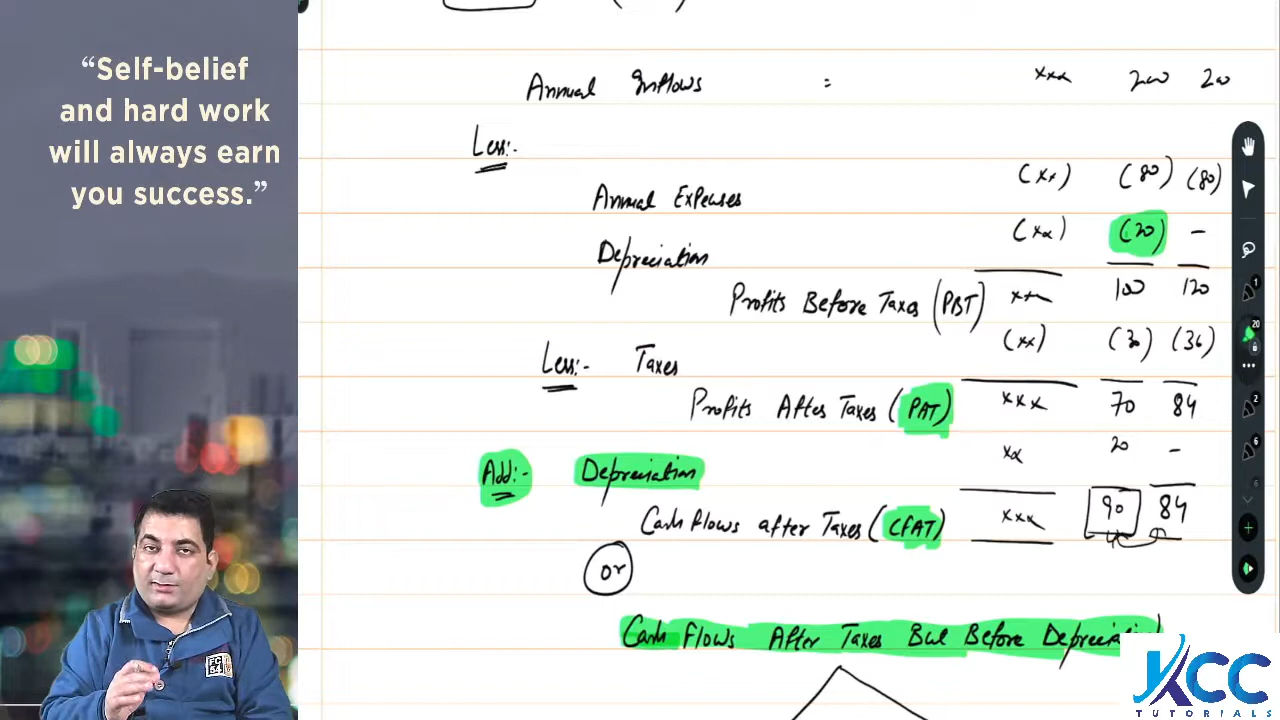 “Self-belief
and hard work
will always earn
you success.”
Annual Inflows = xxx 200 200
Less:-
Annual Expenses (xx) (80) (80)
Depreciation (xx) (20) -
Profits Before Taxes (PBT) xx 100 120
Less:- Taxes (xx) (30) (36)
Profits After Taxes (PAT) xxx 70 84
Add:- Depreciation xx 20 -
Cash flows after Taxes (CFAT) xxx 90 84
or
Cash Flows After Taxes But Before Depreciation
KCC
TUTORIALS